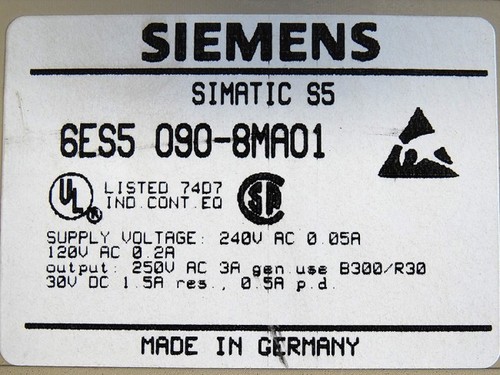 SIEMENS
SIMATIC S5
6ES5 090-8MA01
UL ® LISTED 74D7
IND.CONT.EQ
SA
SUPPLY VOLTAGE: 240V AC 0.05A
120V AC 0.2A
output: 250V AC 3A gen.use B300/R30
30V DC 1.5A res., 0.5A p.d.
MADE IN GERMANY